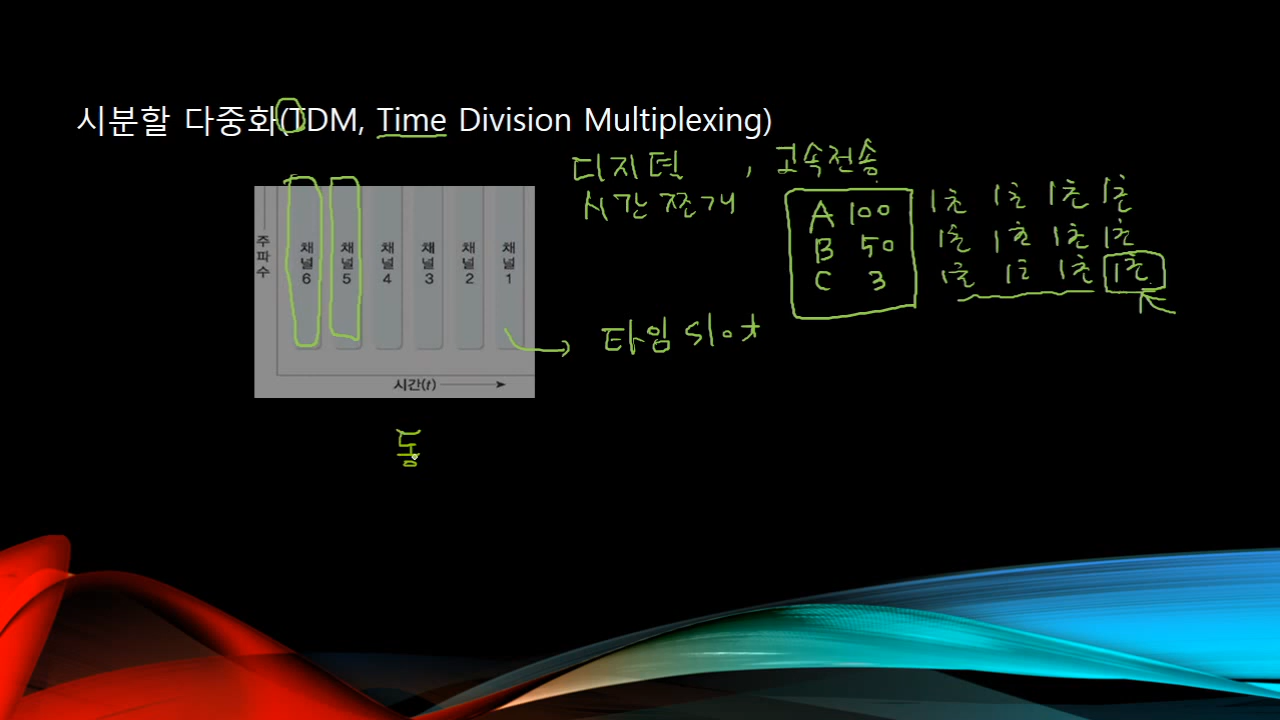 시분할 다중화(TDM, Time Division Multiplexing)
디지털 , 고속전송
시간 쪼개
A 100 1초 1초 1초 1초
B 50 1초 1초 1초 1초
C 3 1초 1초 1초 1초
주파수
채널6 채널5 채널4 채널3 채널2 채널1
타임 slot
시간(t)
동